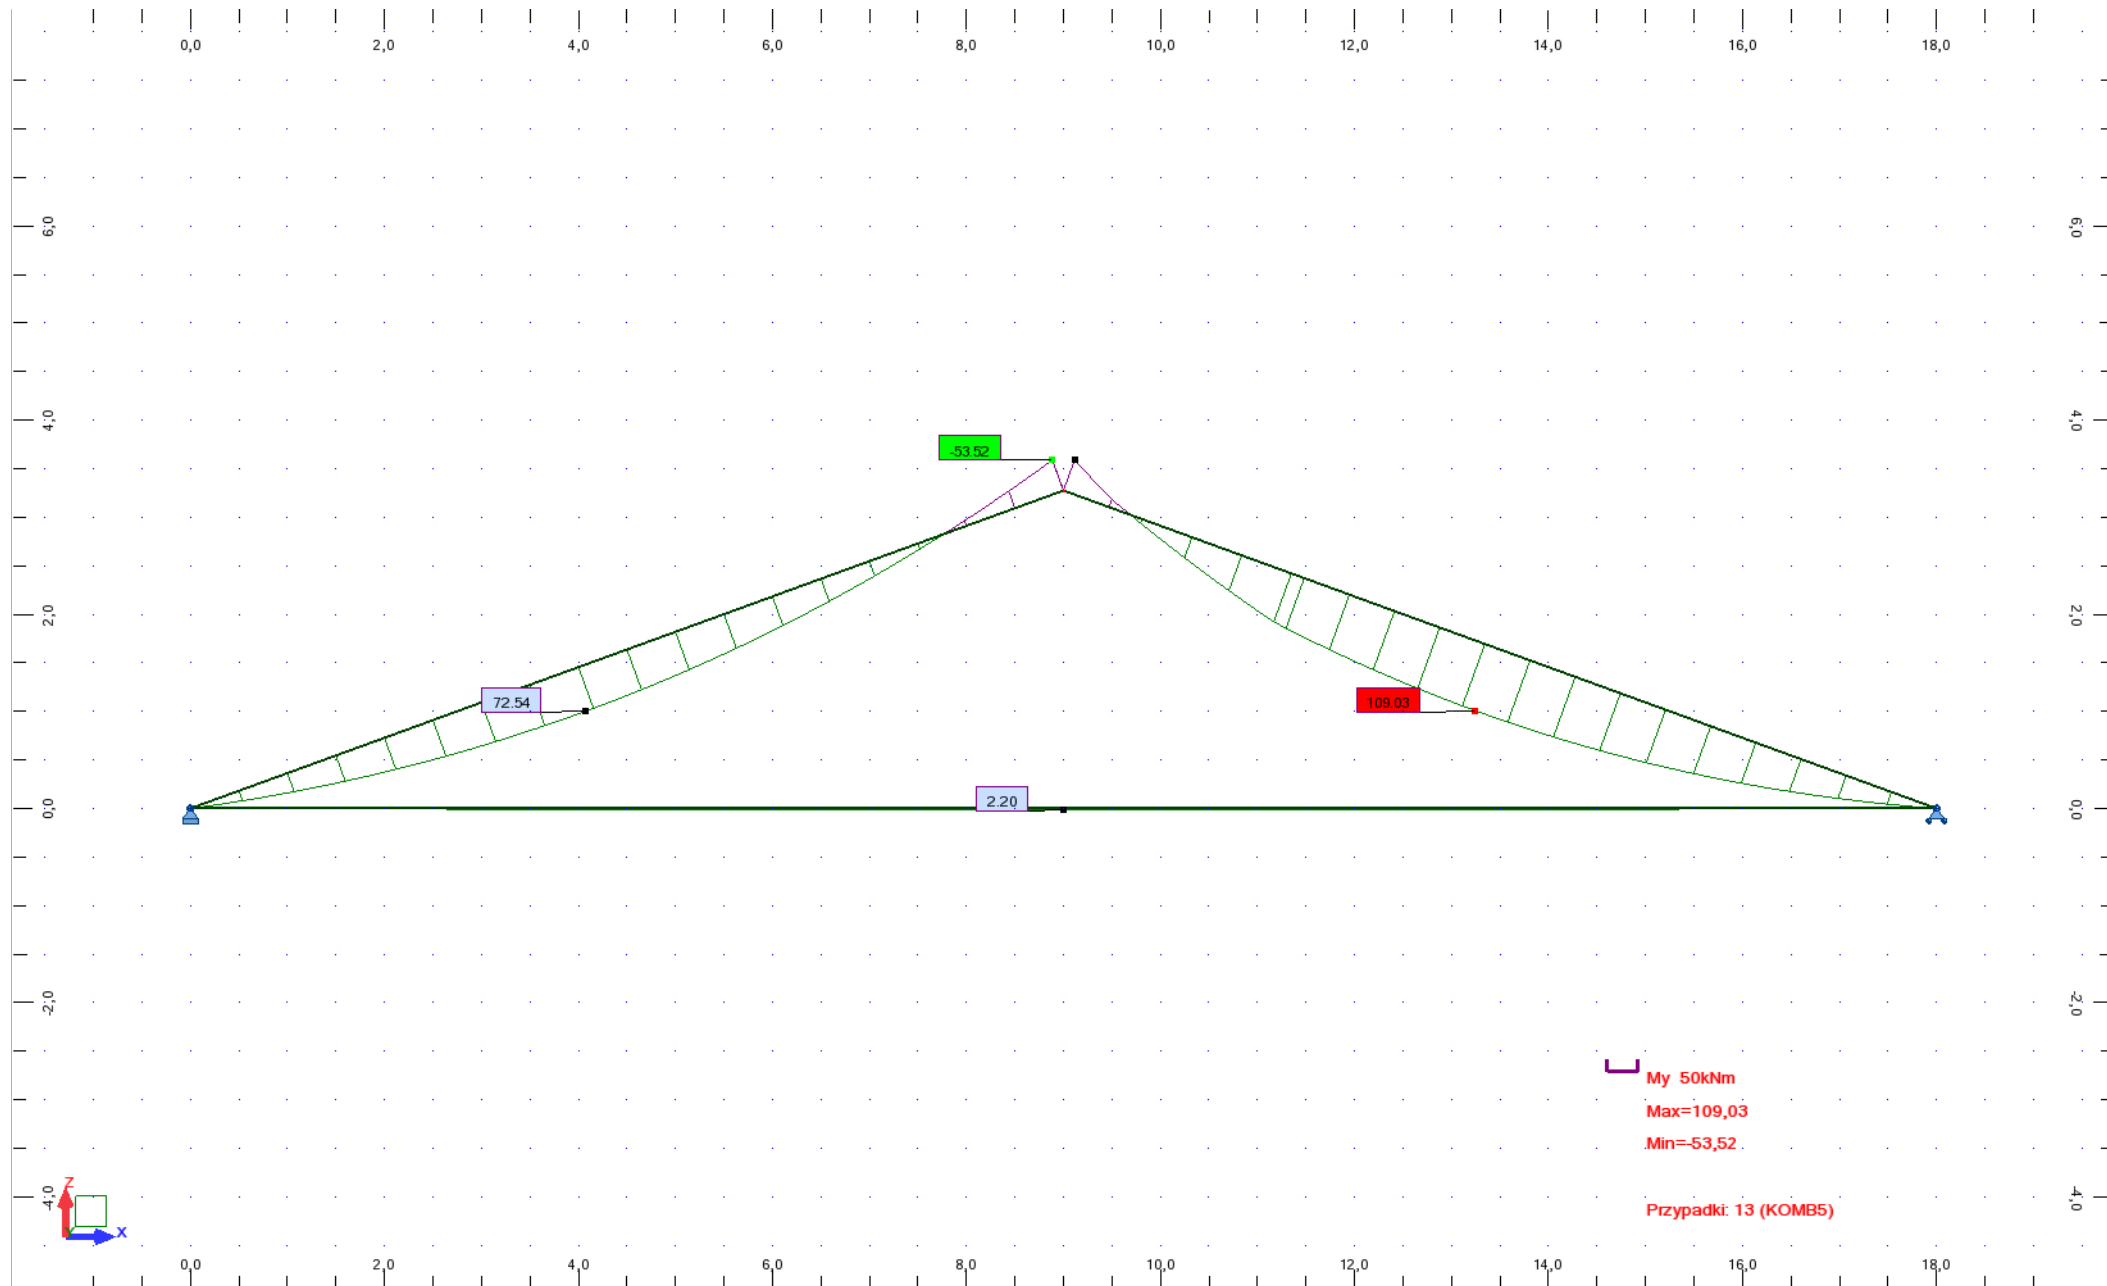 0,0 2,0 4,0 6,0 8,0 10,0 12,0 14,0 16,0 18,0
6,0 6,0
4,0 4,0
-53.52
2,0 2,0
72.54 109.03
2.20
0,0 0,0
-2,0 -2,0
My 50kNm
Max=109,03
Min=-53,52
-4,0 -4,0
Przypadki: 13 (KOMB5)
Z
Y
X
0,0 2,0 4,0 6,0 8,0 10,0 12,0 14,0 16,0 18,0